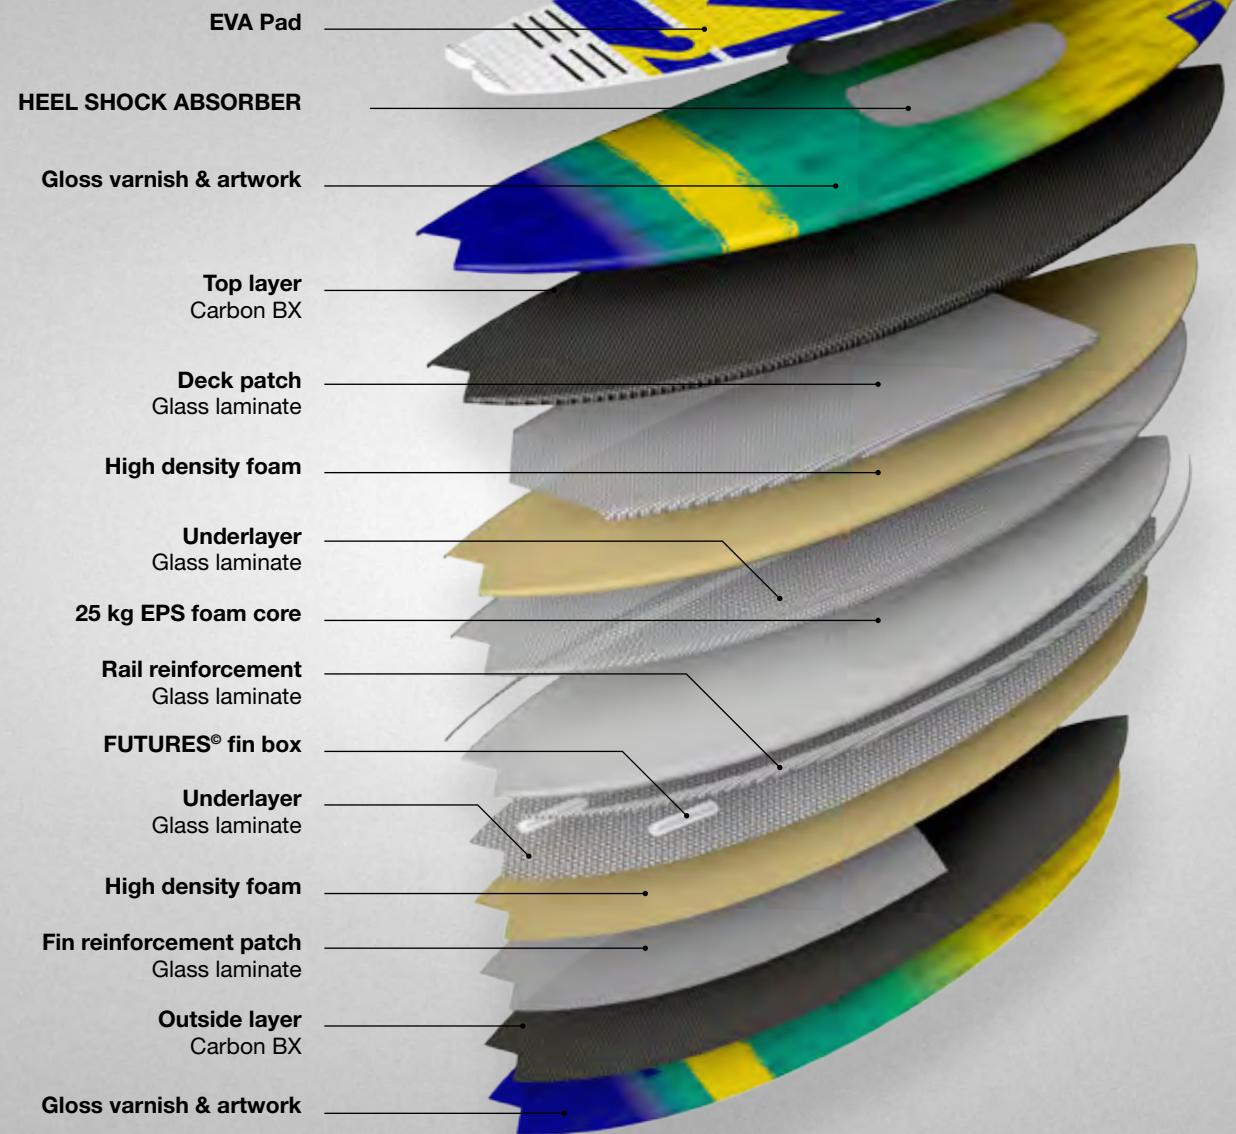 EVA Pad
HEEL SHOCK ABSORBER
Gloss varnish & artwork
Top layer
Carbon BX
Deck patch
Glass laminate
High density foam
Underlayer
Glass laminate
25 kg EPS foam core
Rail reinforcement
Glass laminate
FUTURES© fin box
Underlayer
Glass laminate
High density foam
Fin reinforcement patch
Glass laminate
Outside layer
Carbon BX
Gloss varnish & artwork